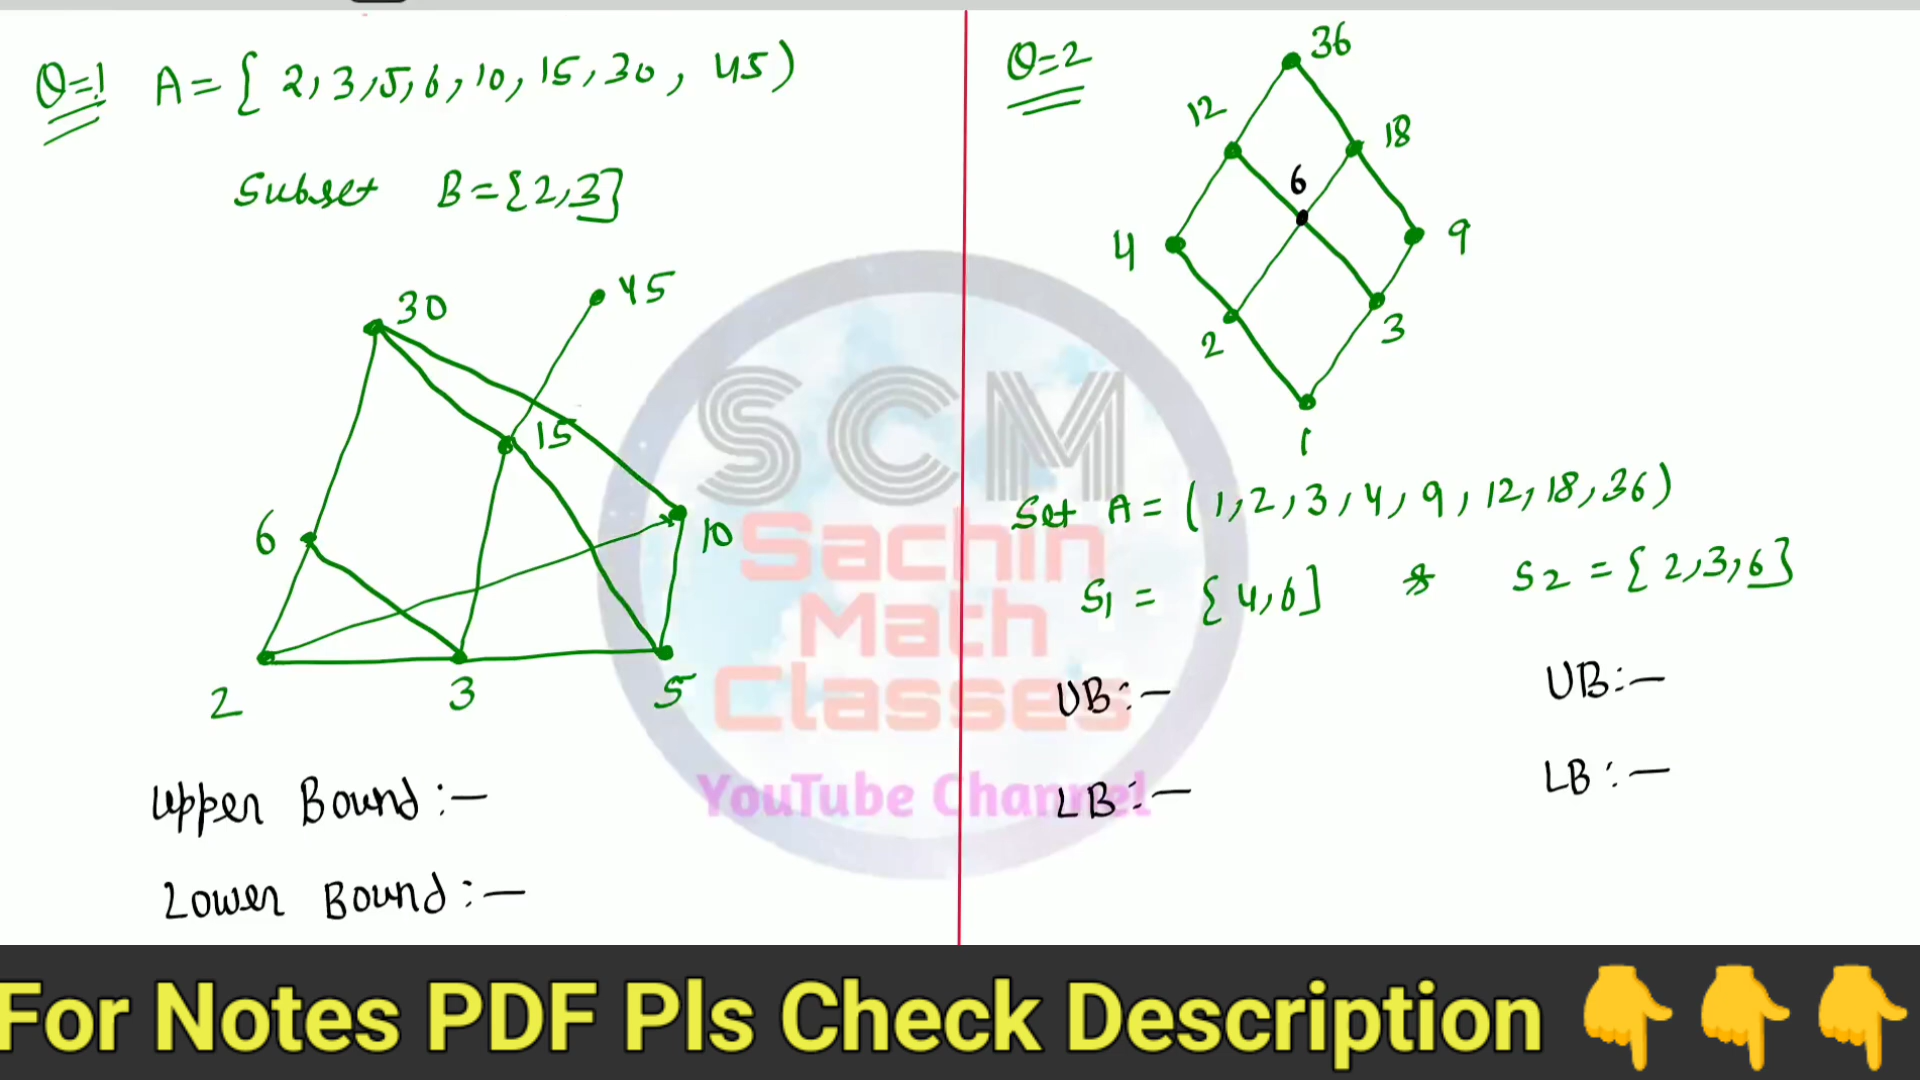 Q=1 A={ 2,3,5,6,10,15,30, 45)
Subset B={2,3}
30
45
15
6
10
2
3
5
Upper Bound:—
Lower Bound:—
Q=2
36
12
18
6
4
9
2
3
1
Set A=(1,2,3,4,9,12,18,36)
S1 = {4,6} * S2={2,3,6}
UB:— UB:—
LB:— LB:—
SCM
Sachin
Math
Classes
YouTube Channel
For Notes PDF Pls Check Description 👇👇👇